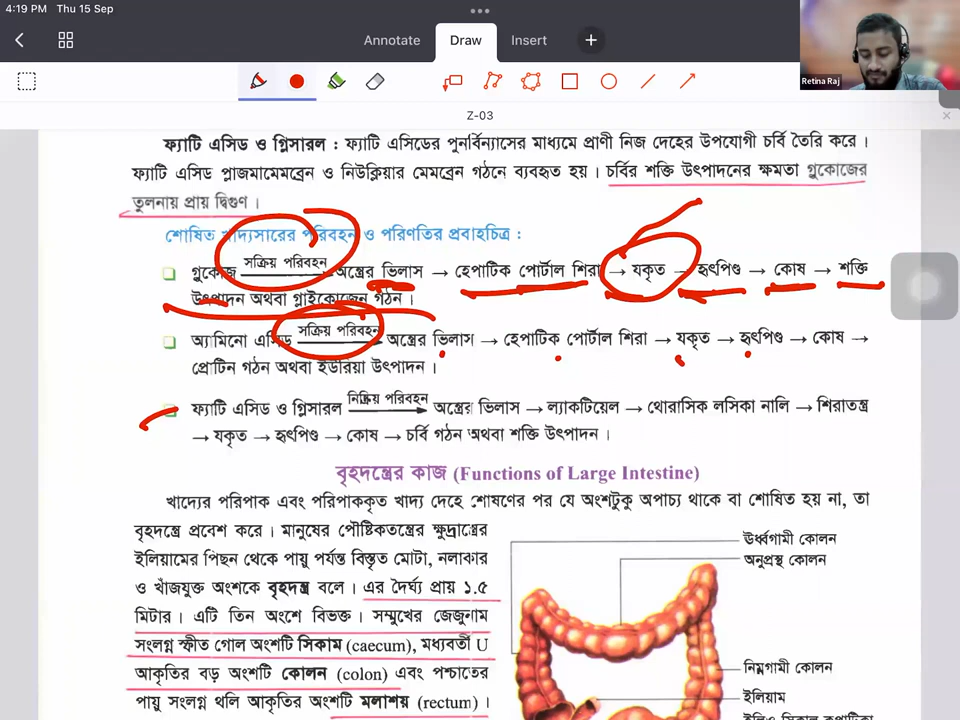 4:19 PM Thu 15 Sep
Annotate Draw Insert
Retina Raj
Z-03
ফ্যাটি এসিড ও গ্লিসারল : ফ্যাটি এসিডের পুনর্বিন্যাসের মাধ্যমে প্রাণী নিজ দেহের উপযোগী চর্বি তৈরি করে।
ফ্যাটি এসিড প্লাজমামেমব্রেন ও নিউক্লিয়ার মেমব্রেন গঠনে ব্যবহৃত হয়। চর্বির শক্তি উৎপাদনের ক্ষমতা গ্লুকোজের
তুলনায় প্রায় দ্বিগুণ।
শোষিত খাদ্যসারের পরিবহন ও পরিণতির প্রবাহচিত্র :
গ্লুকোজ সক্রিয় পরিবহন অন্ত্রের ভিলাস → হেপাটিক পোর্টাল শিরা → যকৃত → হৃৎপিণ্ড → কোষ → শক্তি
উৎপাদন অথবা গ্লাইকোজেন গঠন।
অ্যামিনো এসিড সক্রিয় পরিবহন অন্ত্রের ভিলাস → হেপাটিক পোর্টাল শিরা → যকৃত → হৃৎপিণ্ড → কোষ →
প্রোটিন গঠন অথবা ইউরিয়া উৎপাদন।
ফ্যাটি এসিড ও গ্লিসারল নিষ্ক্রিয় পরিবহন অন্ত্রের ভিলাস → ল্যাকটিয়েল → থোরাসিক লসিকা নালি → শিরাতন্ত্র
→ যকৃত → হৃৎপিণ্ড → কোষ → চর্বি গঠন অথবা শক্তি উৎপাদন।
বৃহদন্ত্রের কাজ (Functions of Large Intestine)
খাদ্যের পরিপাক এবং পরিপাককৃত খাদ্য দেহে শোষণের পর যে অংশটুকু অপাচ্য থাকে বা শোষিত হয় না, তা
বৃহদন্ত্রে প্রবেশ করে। মানুষের পৌষ্টিকতন্ত্রের ক্ষুদ্রান্ত্রের
ইলিয়ামের পিছন থেকে পায়ু পর্যন্ত বিস্তৃত মোটা, নলাকার
ও খাঁজযুক্ত অংশকে বৃহদন্ত্র বলে। এর দৈর্ঘ্য প্রায় ১.৫
মিটার। এটি তিন অংশে বিভক্ত। সম্মুখের জেজুনাম
সংলগ্ন স্ফীত গোল অংশটি সিকাম (caecum), মধ্যবর্তী U
আকৃতির বড় অংশটি কোলন (colon) এবং পশ্চাতের
পায়ু সংলগ্ন থলি আকৃতির অংশটি মলাশয় (rectum)।
ঊর্ধ্বগামী কোলন
অনুপ্রস্থ কোলন
নিম্নগামী কোলন
ইলিয়াম